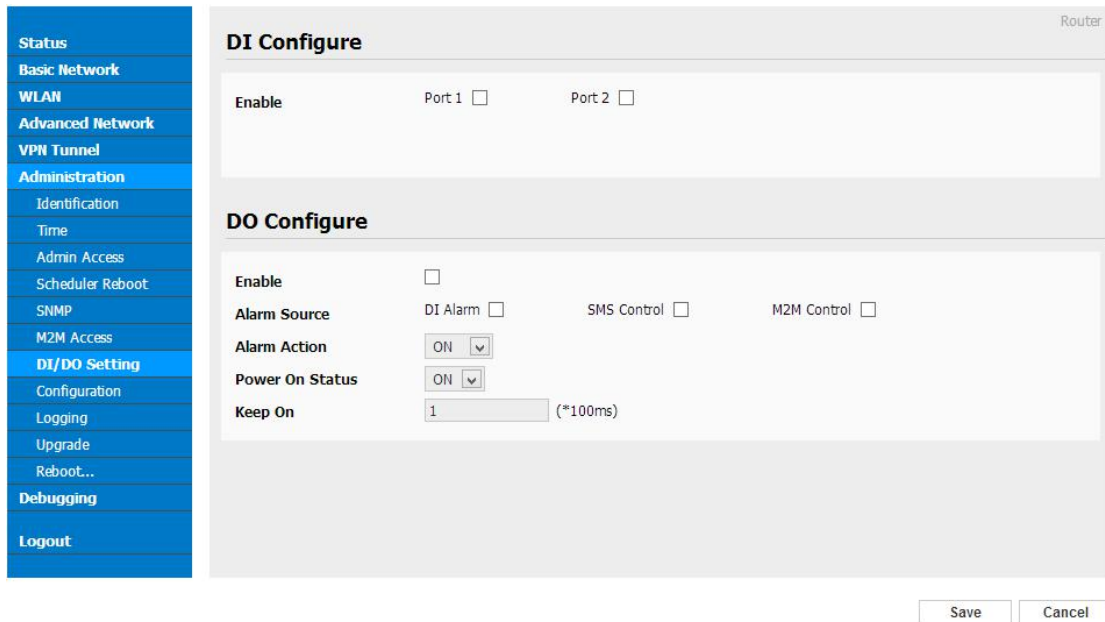 Router
Status
Basic Network
WLAN
Advanced Network
VPN Tunnel
Administration
Identification
Time
Admin Access
Scheduler Reboot
SNMP
M2M Access
DI/DO Setting
Configuration
Logging
Upgrade
Reboot...
Debugging
Logout
DI Configure
Enable Port 1 Port 2
DO Configure
Enable
Alarm Source DI Alarm SMS Control M2M Control
Alarm Action ON
Power On Status ON
Keep On 1 (*100ms)
Save Cancel